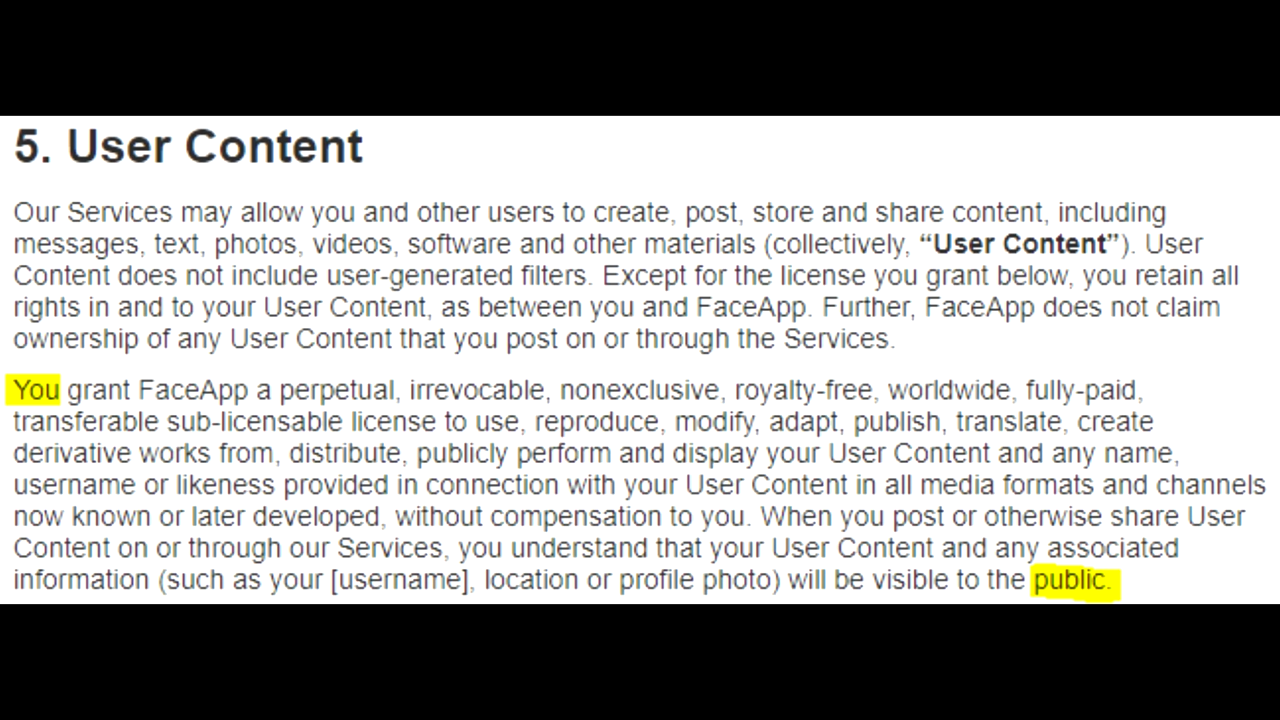 5. User Content
Our Services may allow you and other users to create, post, store and share content, including
messages, text, photos, videos, software and other materials (collectively, “User Content”). User
Content does not include user-generated filters. Except for the license you grant below, you retain all
rights in and to your User Content, as between you and FaceApp. Further, FaceApp does not claim
ownership of any User Content that you post on or through the Services.
You grant FaceApp a perpetual, irrevocable, nonexclusive, royalty-free, worldwide, fully-paid,
transferable sub-licensable license to use, reproduce, modify, adapt, publish, translate, create
derivative works from, distribute, publicly perform and display your User Content and any name,
username or likeness provided in connection with your User Content in all media formats and channels
now known or later developed, without compensation to you. When you post or otherwise share User
Content on or through our Services, you understand that your User Content and any associated
information (such as your [username], location or profile photo) will be visible to the public.